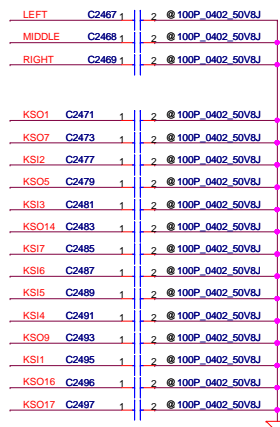 LEFT C2467 1 2 @100P_0402_50V8J
MIDDLE C2468 1 2 @100P_0402_50V8J
RIGHT C2469 1 2 @100P_0402_50V8J
KSO1 C2471 1 2 @100P_0402_50V8J
KSO7 C2473 1 2 @100P_0402_50V8J
KSI2 C2477 1 2 @100P_0402_50V8J
KSO5 C2479 1 2 @100P_0402_50V8J
KSI3 C2481 1 2 @100P_0402_50V8J
KSO14 C2483 1 2 @100P_0402_50V8J
KSI7 C2485 1 2 @100P_0402_50V8J
KSI6 C2487 1 2 @100P_0402_50V8J
KSI5 C2489 1 2 @100P_0402_50V8J
KSI4 C2491 1 2 @100P_0402_50V8J
KSO9 C2493 1 2 @100P_0402_50V8J
KSI1 C2495 1 2 @100P_0402_50V8J
KSO16 C2496 1 2 @100P_0402_50V8J
KSO17 C2497 1 2 @100P_0402_50V8J